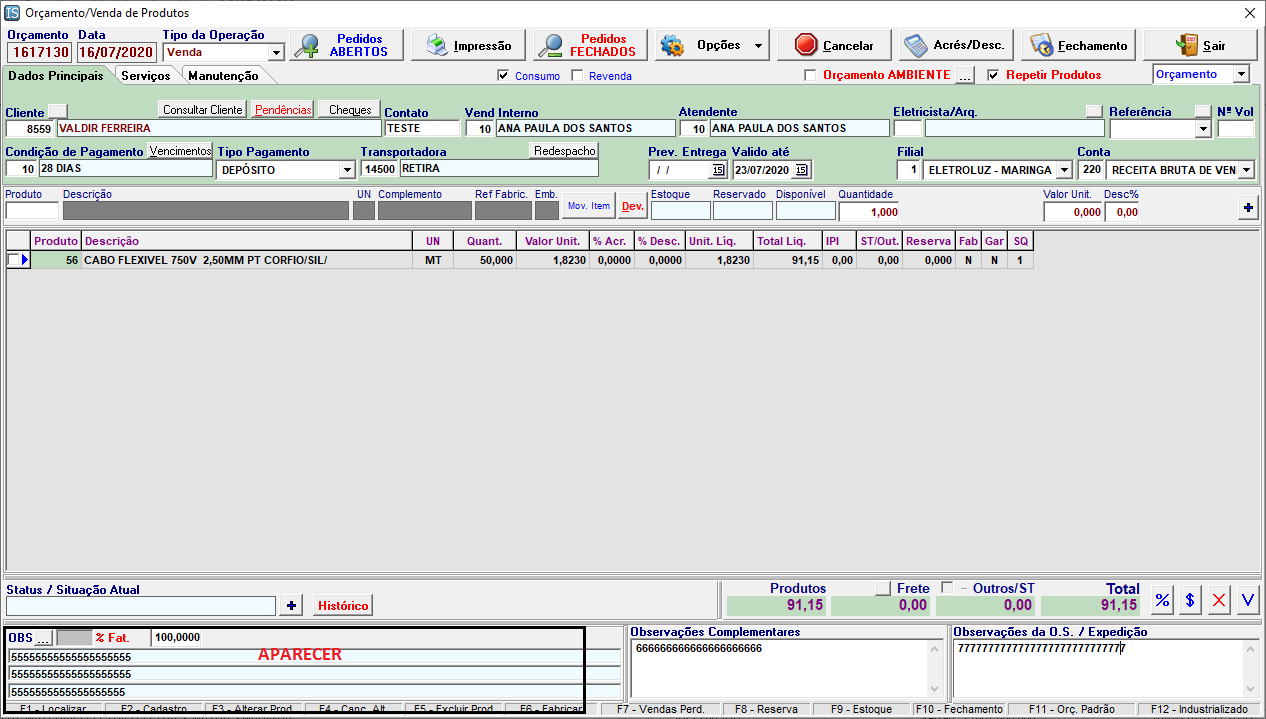 IS Orçamento/Venda de Produtos
Orçamento Data Tipo da Operação
1617130 16/07/2020 Venda
Pedidos ABERTOS
Impressão
Pedidos FECHADOS
Opções
Cancelar
Acrés/Desc.
Fechamento
Sair
Dados Principais Serviços Manutenção
Consumo Revenda
Orçamento AMBIENTE ... Repetir Produtos Orçamento
Cliente Consultar Cliente Pendências Cheques Contato Vend Interno Atendente Eletricista/Arq. Referência Nº Vol
8559 VALDIR FERREIRA TESTE 10 ANA PAULA DOS SANTOS 10 ANA PAULA DOS SANTOS
Condição de Pagamento Vencimentos Tipo Pagamento Transportadora Redespacho Prev. Entrega Valido até Filial Conta
10 28 DIAS DEPÓSITO 14500 RETIRA / / 15 23/07/2020 15 1 ELETROLUZ - MARINGA 220 RECEITA BRUTA DE VEN
Produto Descrição UN Complemento Ref Fabric. Emb. Mov. Item Dev. Estoque Reservado Disponível Quantidade Valor Unit. Desc%
1,000 0,000 0,00 +
Produto Descrição UN Quant. Valor Unit. % Acr. % Desc. Unit. Líq. Total Liq. IPI ST/Out. Reserva Fab Gar SQ
56 CABO FLEXIVEL 750V 2,50MM PT CORFIO/SIL/ MT 50,000 1,8230 0,0000 0,0000 1,8230 91,15 0,00 0,00 0,000 N N 1
Status / Situação Atual
+ Histórico
Produtos Frete – Outros/ST Total
91,15 0,00 0,00 91,15 % $ X V
OBS ... % Fat. 100,0000
APARECER
55555555555555555555
55555555555555555555
5555555555555555555
Observações Complementares
666666666666666666666
Observações da O.S. / Expedição
7777777777777777777777777777
F1 - Localizar F2 - Cadastro F3 - Alterar Prod F4 - Canc. Alt. F5 - Excluir Prod F6 - Fabricar F7 - Vendas Perd. F8 - Reserva F9 - Estoque F10 - Fechamento F11 - Orç. Padrão F12 - Industrializado